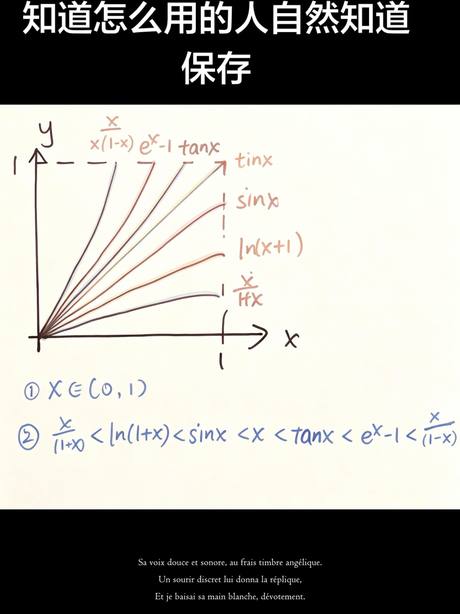 知道怎么用的人自然知道
保存
y
x/x(1-x) eˣ-1 tanx
1
tinx
sinx
ln(x+1)
1 x/1+x
x
1
① x∈(0,1)
② x/(1+x) < ln(1+x) < sinx < x < tanx < eˣ-1 < x/(1-x)
Sa voix douce et sonore, au frais timbre angélique.
Un sourir discret lui donna la réplique,
Et je baisai sa main blanche, dévotement.